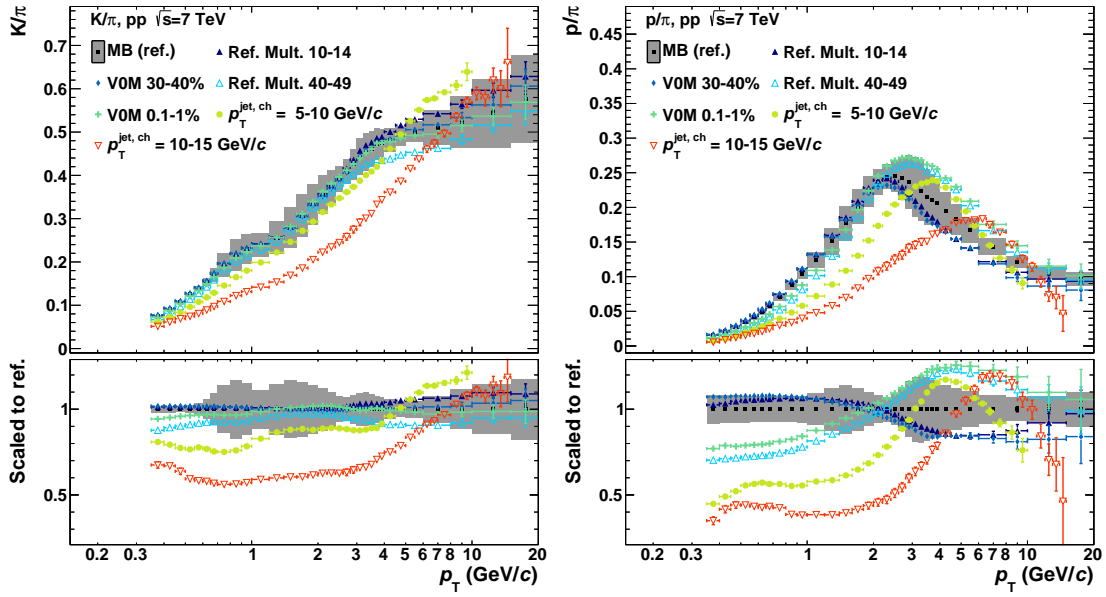 K/π, pp √s=7 TeV
MB (ref.)
Ref. Mult. 10-14
V0M 30-40%
Ref. Mult. 40-49
V0M 0.1-1%
p_T^{jet, ch} = 5-10 GeV/c
p_T^{jet, ch} = 10-15 GeV/c
K/π
0.7
0.6
0.5
0.4
0.3
0.2
0.1
0
Scaled to ref.
1
0.5
0.2 0.3 1 2 3 4 5 6 7 8 10 20
p_T (GeV/c)
p/π, pp √s=7 TeV
MB (ref.)
Ref. Mult. 10-14
V0M 30-40%
Ref. Mult. 40-49
V0M 0.1-1%
p_T^{jet, ch} = 5-10 GeV/c
p_T^{jet, ch} = 10-15 GeV/c
p/π
0.45
0.4
0.35
0.3
0.25
0.2
0.15
0.1
0.05
0
Scaled to ref.
1
0.5
0.2 0.3 1 2 3 4 5 6 7 8 10 20
p_T (GeV/c)